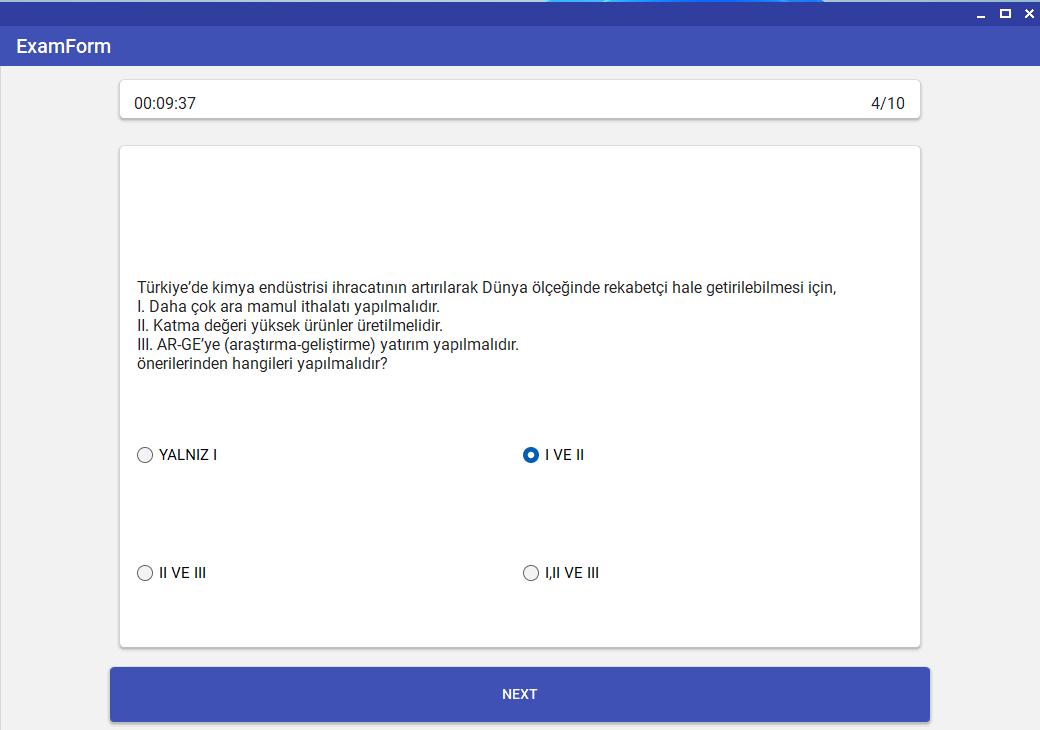 ExamForm
00:09:37 4/10
Türkiye’de kimya endüstrisi ihracatının artırılarak Dünya ölçeğinde rekabetçi hale getirilebilmesi için,
I. Daha çok ara mamul ithalatı yapılmalıdır.
II. Katma değeri yüksek ürünler üretilmelidir.
III. AR-GE’ye (araştırma-geliştirme) yatırım yapılmalıdır.
önerilerinden hangileri yapılmalıdır?
YALNIZ I
I VE II
II VE III
I,II VE III
NEXT